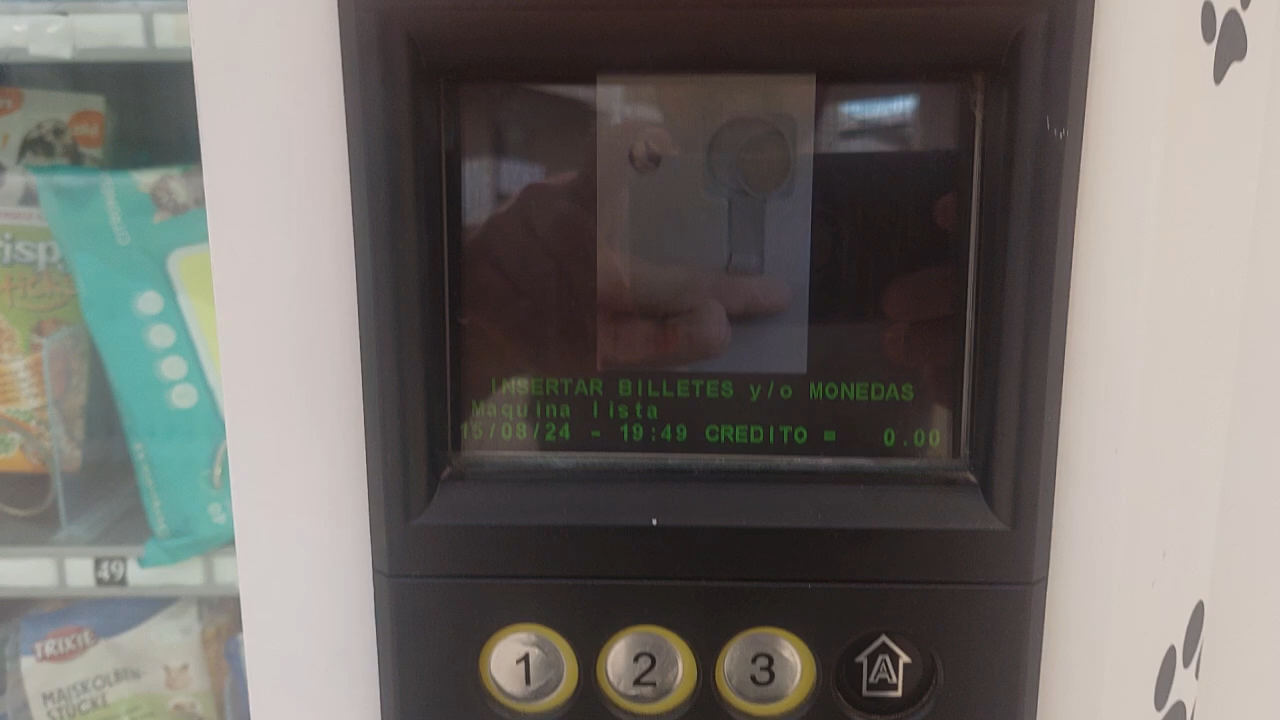 INSERTAR BILLETES y/o MONEDAS
Maquina lista
15/08/24 - 19:49 CREDITO = 0.00
1 2 3 A
49
TRIXIE
MAISKOLBEN-
STÜCKE